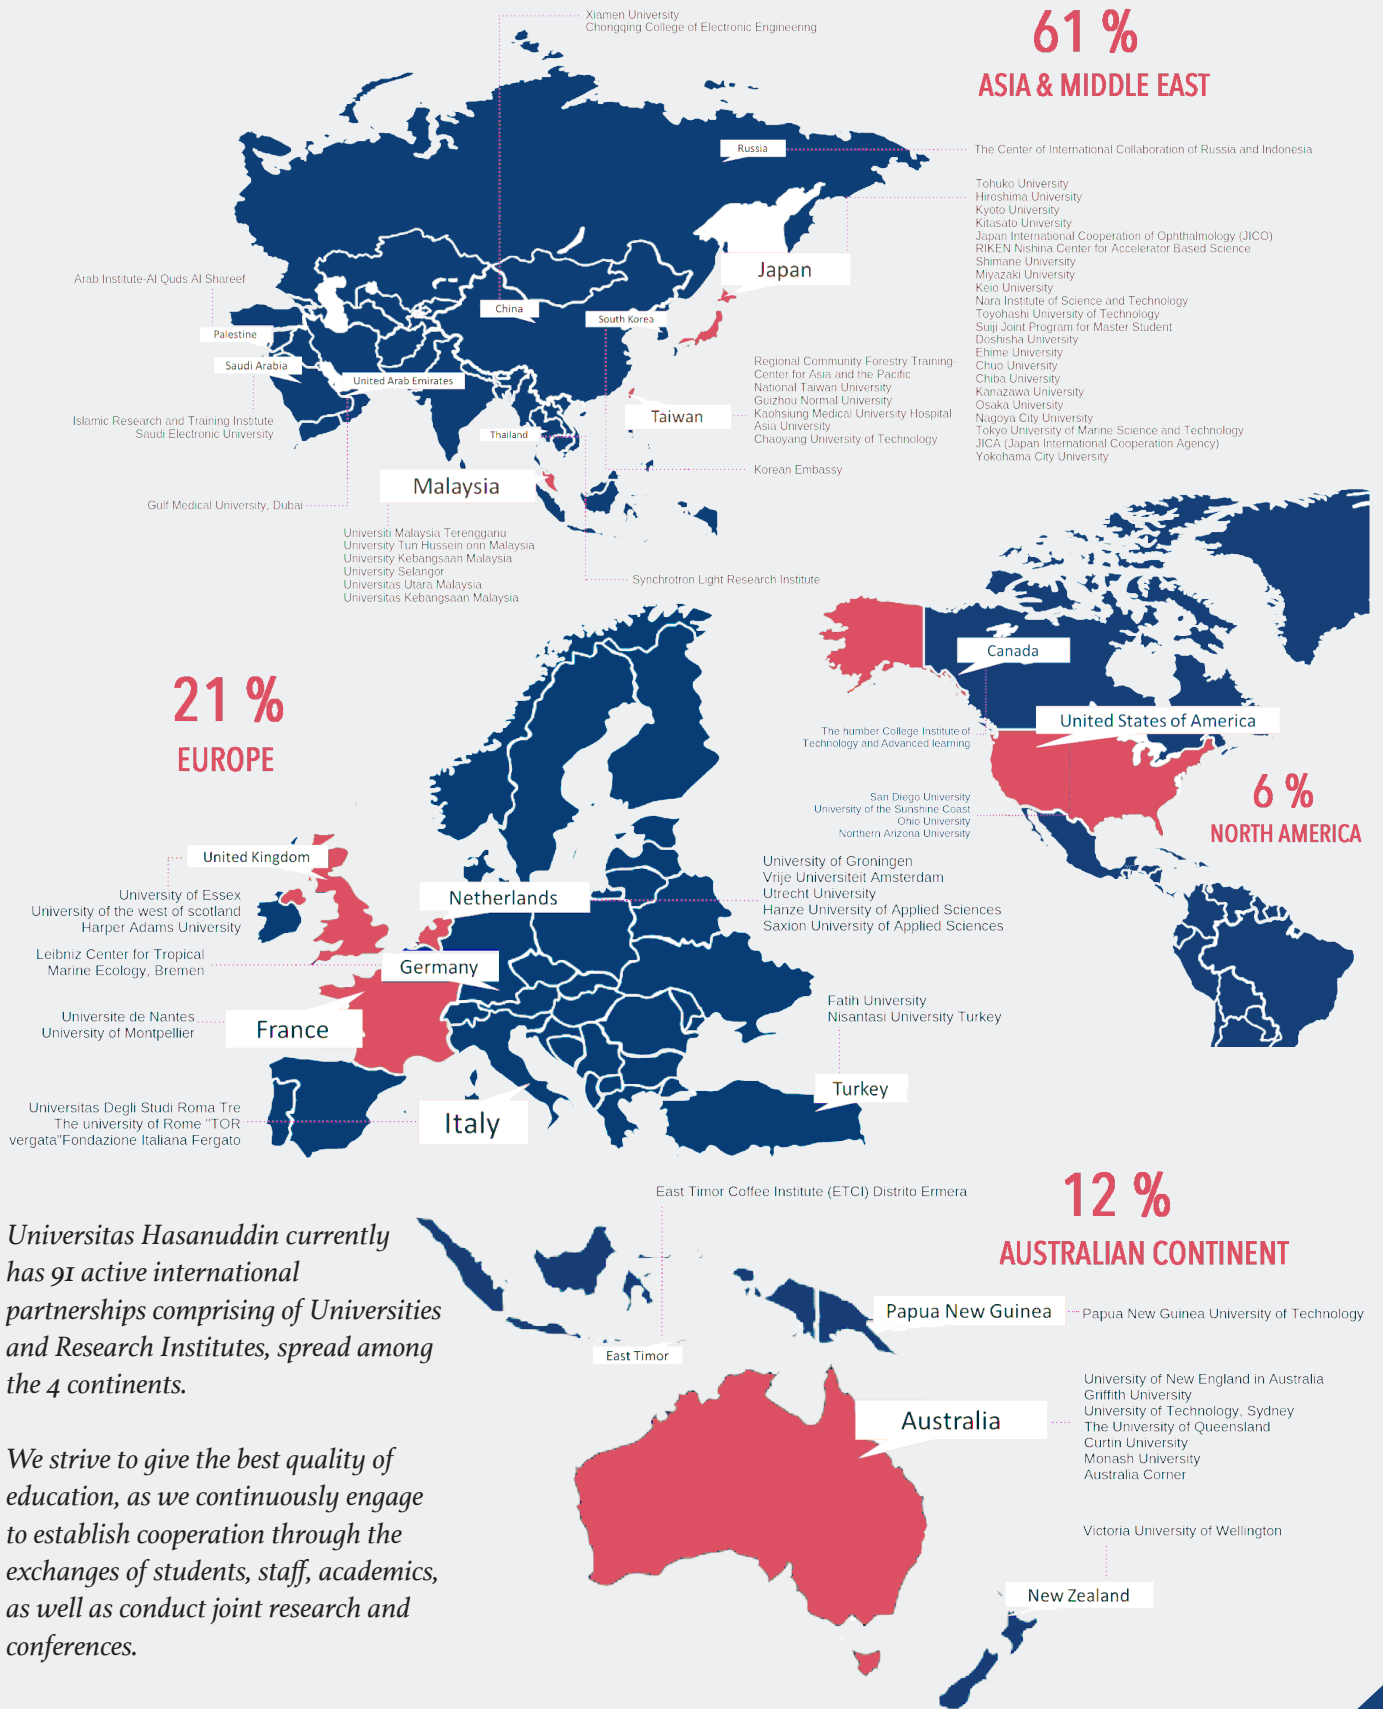 Xiamen University
Chongqing College of Electronic Engineering
61 %
ASIA & MIDDLE EAST
Russia
The Center of International Collaboration of Russia and Indonesia
Tohuko University
Hiroshima University
Kyoto University
Kitasato University
Japan International Cooperation of Ophthalmology (JICO)
RIKEN Nishina Center for Accelerator Based Science
Shimane University
Miyazaki University
Keio University
Nara Institute of Science and Technology
Toyohashi University of Technology
Suiji Joint Program for Master Student
Doshisha University
Ehime University
Chuo University
Chiba University
Kanazawa University
Osaka University
Nagoya City University
Tokyo University of Marine Science and Technology
JICA (Japan International Cooperation Agency)
Yokohama City University
Japan
Arab Institute-Al Quds Al Shareef
China
South Korea
Palestine
Saudi Arabia
United Arab Emirates
Regional Community Forestry Training-
Center for Asia and the Pacific
National Taiwan University
Guizhou Normal University
Kaohsiung Medical University Hospital
Asia University
Chaoyang University of Technology
Taiwan
Islamic Research and Training Institute
Saudi Electronic University
Thailand
Korean Embassy
Malaysia
Gulf Medical University, Dubai
Universiti Malaysia Terengganu
University Tun Hussein onn Malaysia
University Kebangsaan Malaysia
University Selangor
Universitas Utara Malaysia
Universitas Kebangsaan Malaysia
Synchrotron Light Research Institute
Canada
United States of America
The humber College Institute of
Technology and Advanced learning
San Diego University
University of the Sunshine Coast
Ohio University
Northern Arizona University
6 %
NORTH AMERICA
21 %
EUROPE
United Kingdom
University of Essex
University of the west of scotland
Harper Adams University
Netherlands
University of Groningen
Vrije Universiteit Amsterdam
Utrecht University
Hanze University of Applied Sciences
Saxion University of Applied Sciences
Leibniz Center for Tropical
Marine Ecology, Bremen
Germany
Universite de Nantes
University of Montpellier
France
Fatih University
Nisantasi University Turkey
Turkey
Universitas Degli Studi Roma Tre
The university of Rome "TOR
vergata"Fondazione Italiana Fergato
Italy
East Timor Coffee Institute (ETCI) Distrito Ermera
12 %
AUSTRALIAN CONTINENT
Papua New Guinea
Papua New Guinea University of Technology
East Timor
Australia
University of New England in Australia
Griffith University
University of Technology, Sydney
The University of Queensland
Curtin University
Monash University
Australia Corner
Victoria University of Wellington
New Zealand
Universitas Hasanuddin currently
has 91 active international
partnerships comprising of Universities
and Research Institutes, spread among
the 4 continents.
We strive to give the best quality of
education, as we continuously engage
to establish cooperation through the
exchanges of students, staff, academics,
as well as conduct joint research and
conferences.